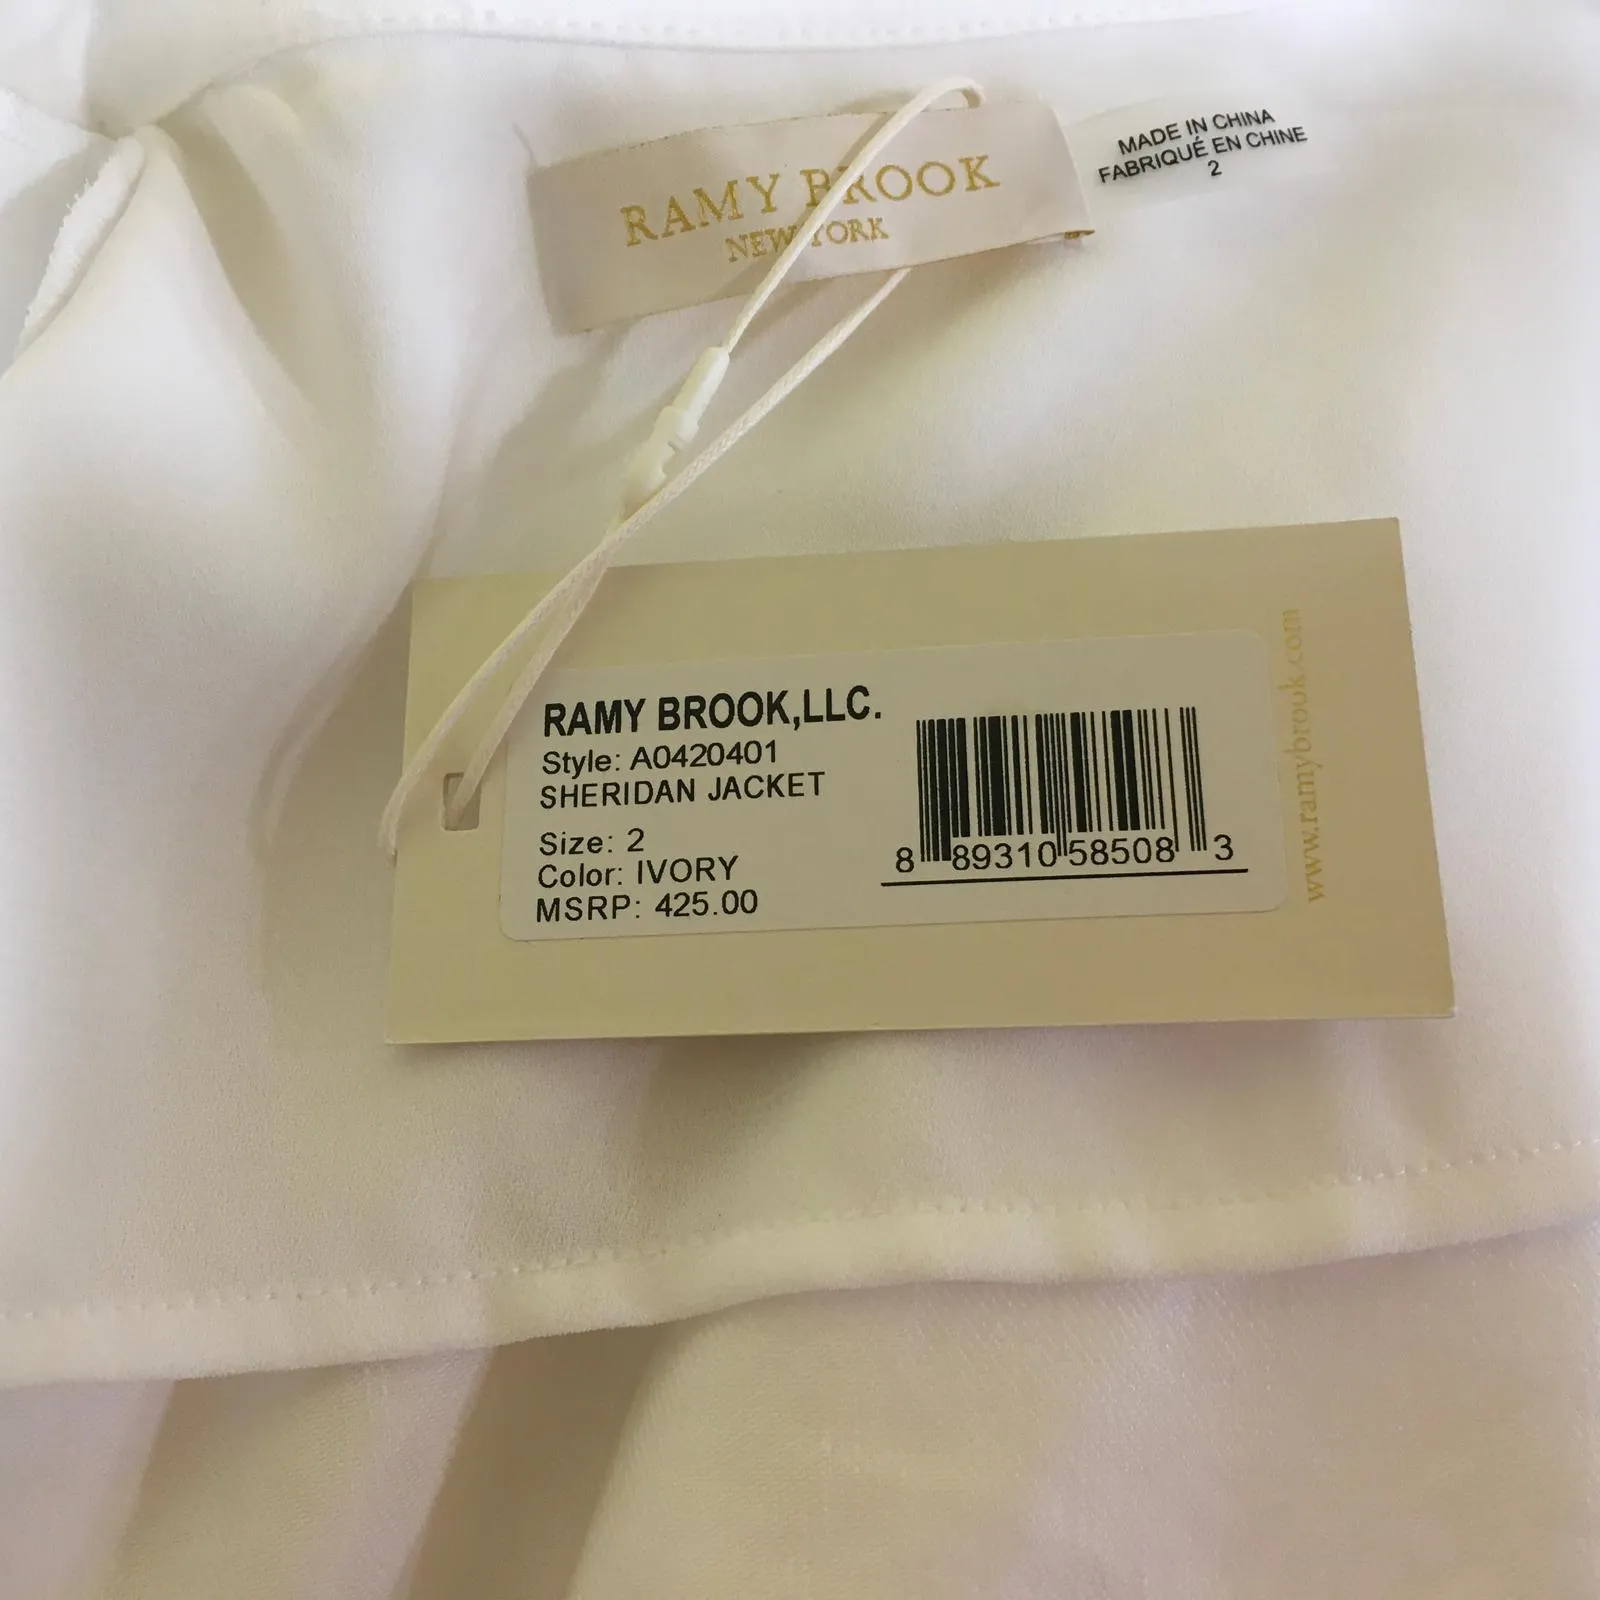 RAMY BROOK
NEW YORK
MADE IN CHINA
FABRIQUÉ EN CHINE
2
RAMY BROOK,LLC.
Style: A0420401
SHERIDAN JACKET
Size: 2
Color: IVORY
MSRP: 425.00
8 89310 58508 3
www.ramybrook.com